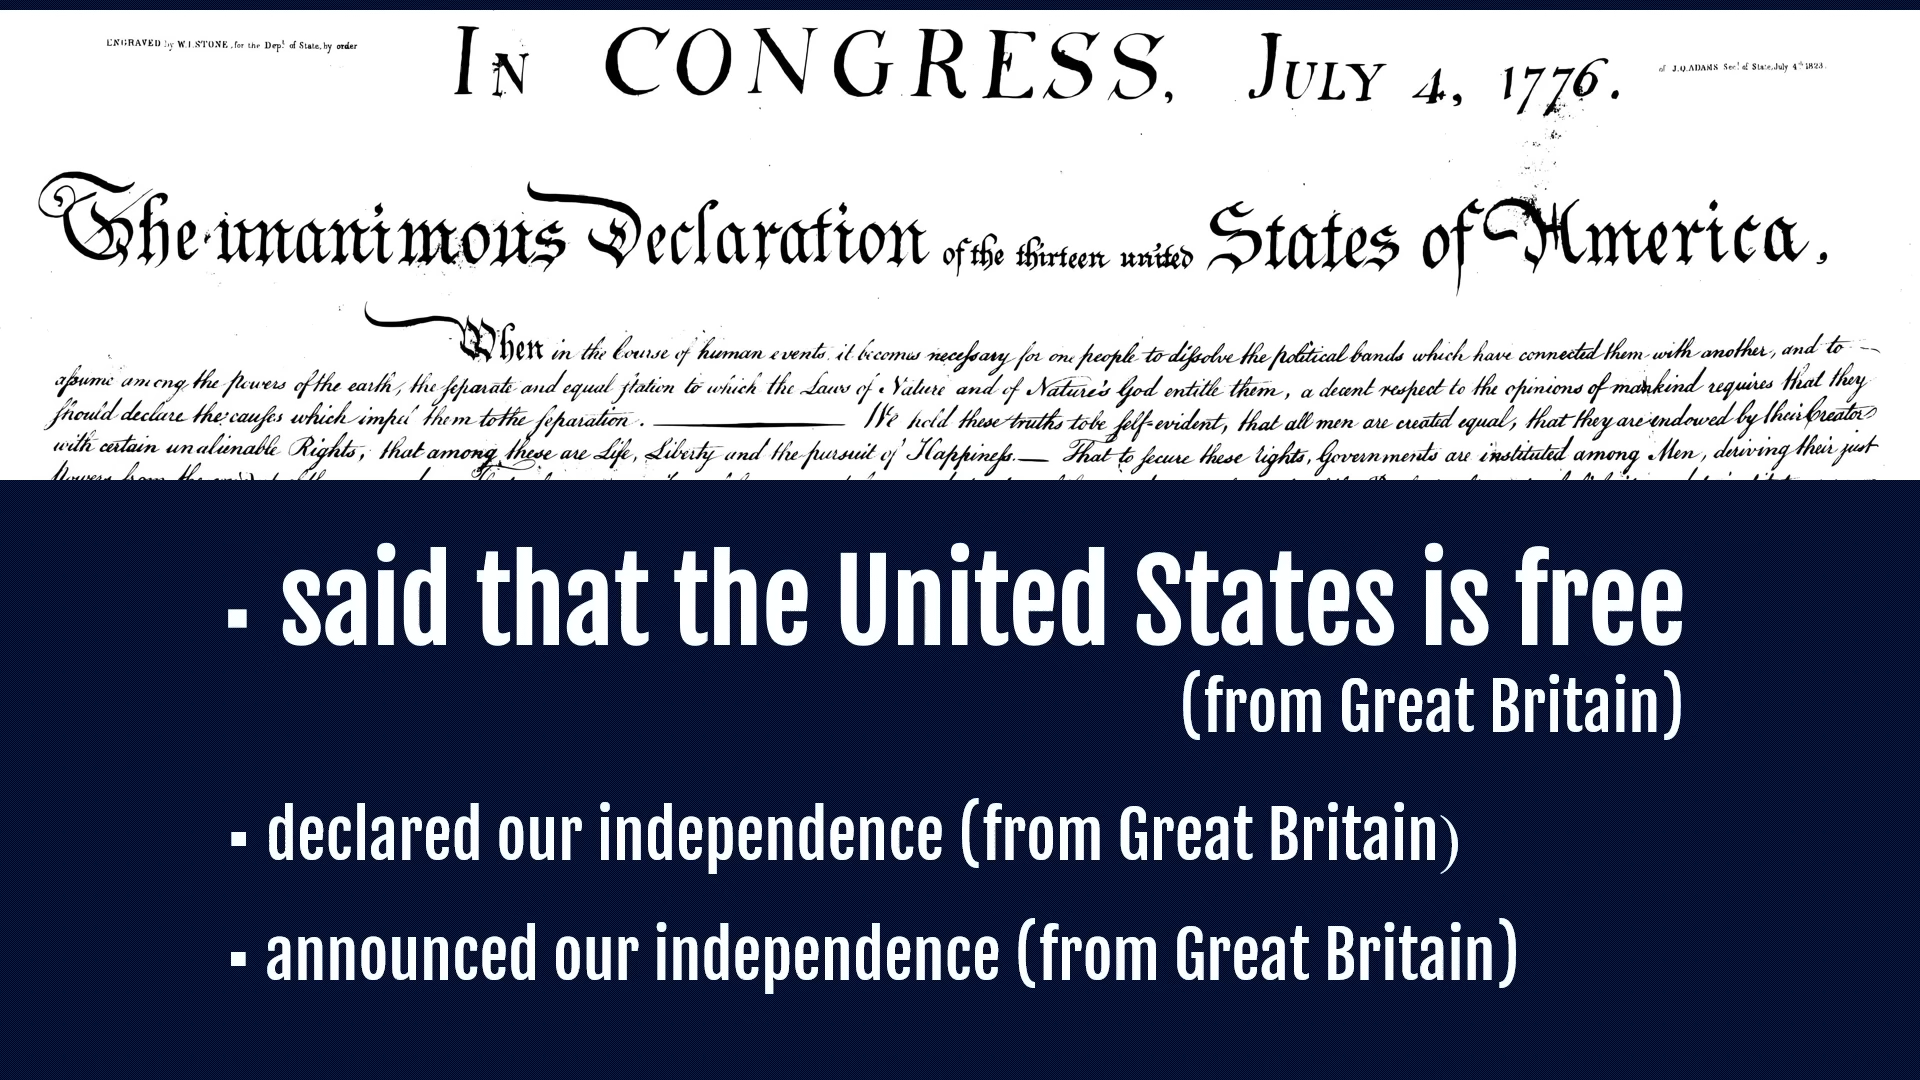 ENGRAVED by W.I.STONE, for the Dept. of State, by order
of J.Q.ADAMS Sec! of State, July 4th 1823.
IN CONGRESS, JULY 4, 1776.
The unanimous Declaration of the thirteen united States of America,
When in the Course of human events it becomes necessary for one people to dissolve the political bands which have connected them with another, and to
assume among the powers of the earth, the separate and equal station to which the Laws of Nature and of Nature's God entitle them, a decent respect to the opinions of mankind requires that they
should declare the causes which impel them to the separation. We hold these truths to be self-evident, that all men are created equal, that they are endowed by their Creator
with certain unalienable Rights, that among these are Life, Liberty and the pursuit of Happiness.— That to secure these rights, Governments are instituted among Men, deriving their just
▪ said that the United States is free
(from Great Britain)
▪ declared our independence (from Great Britain)
▪ announced our independence (from Great Britain)